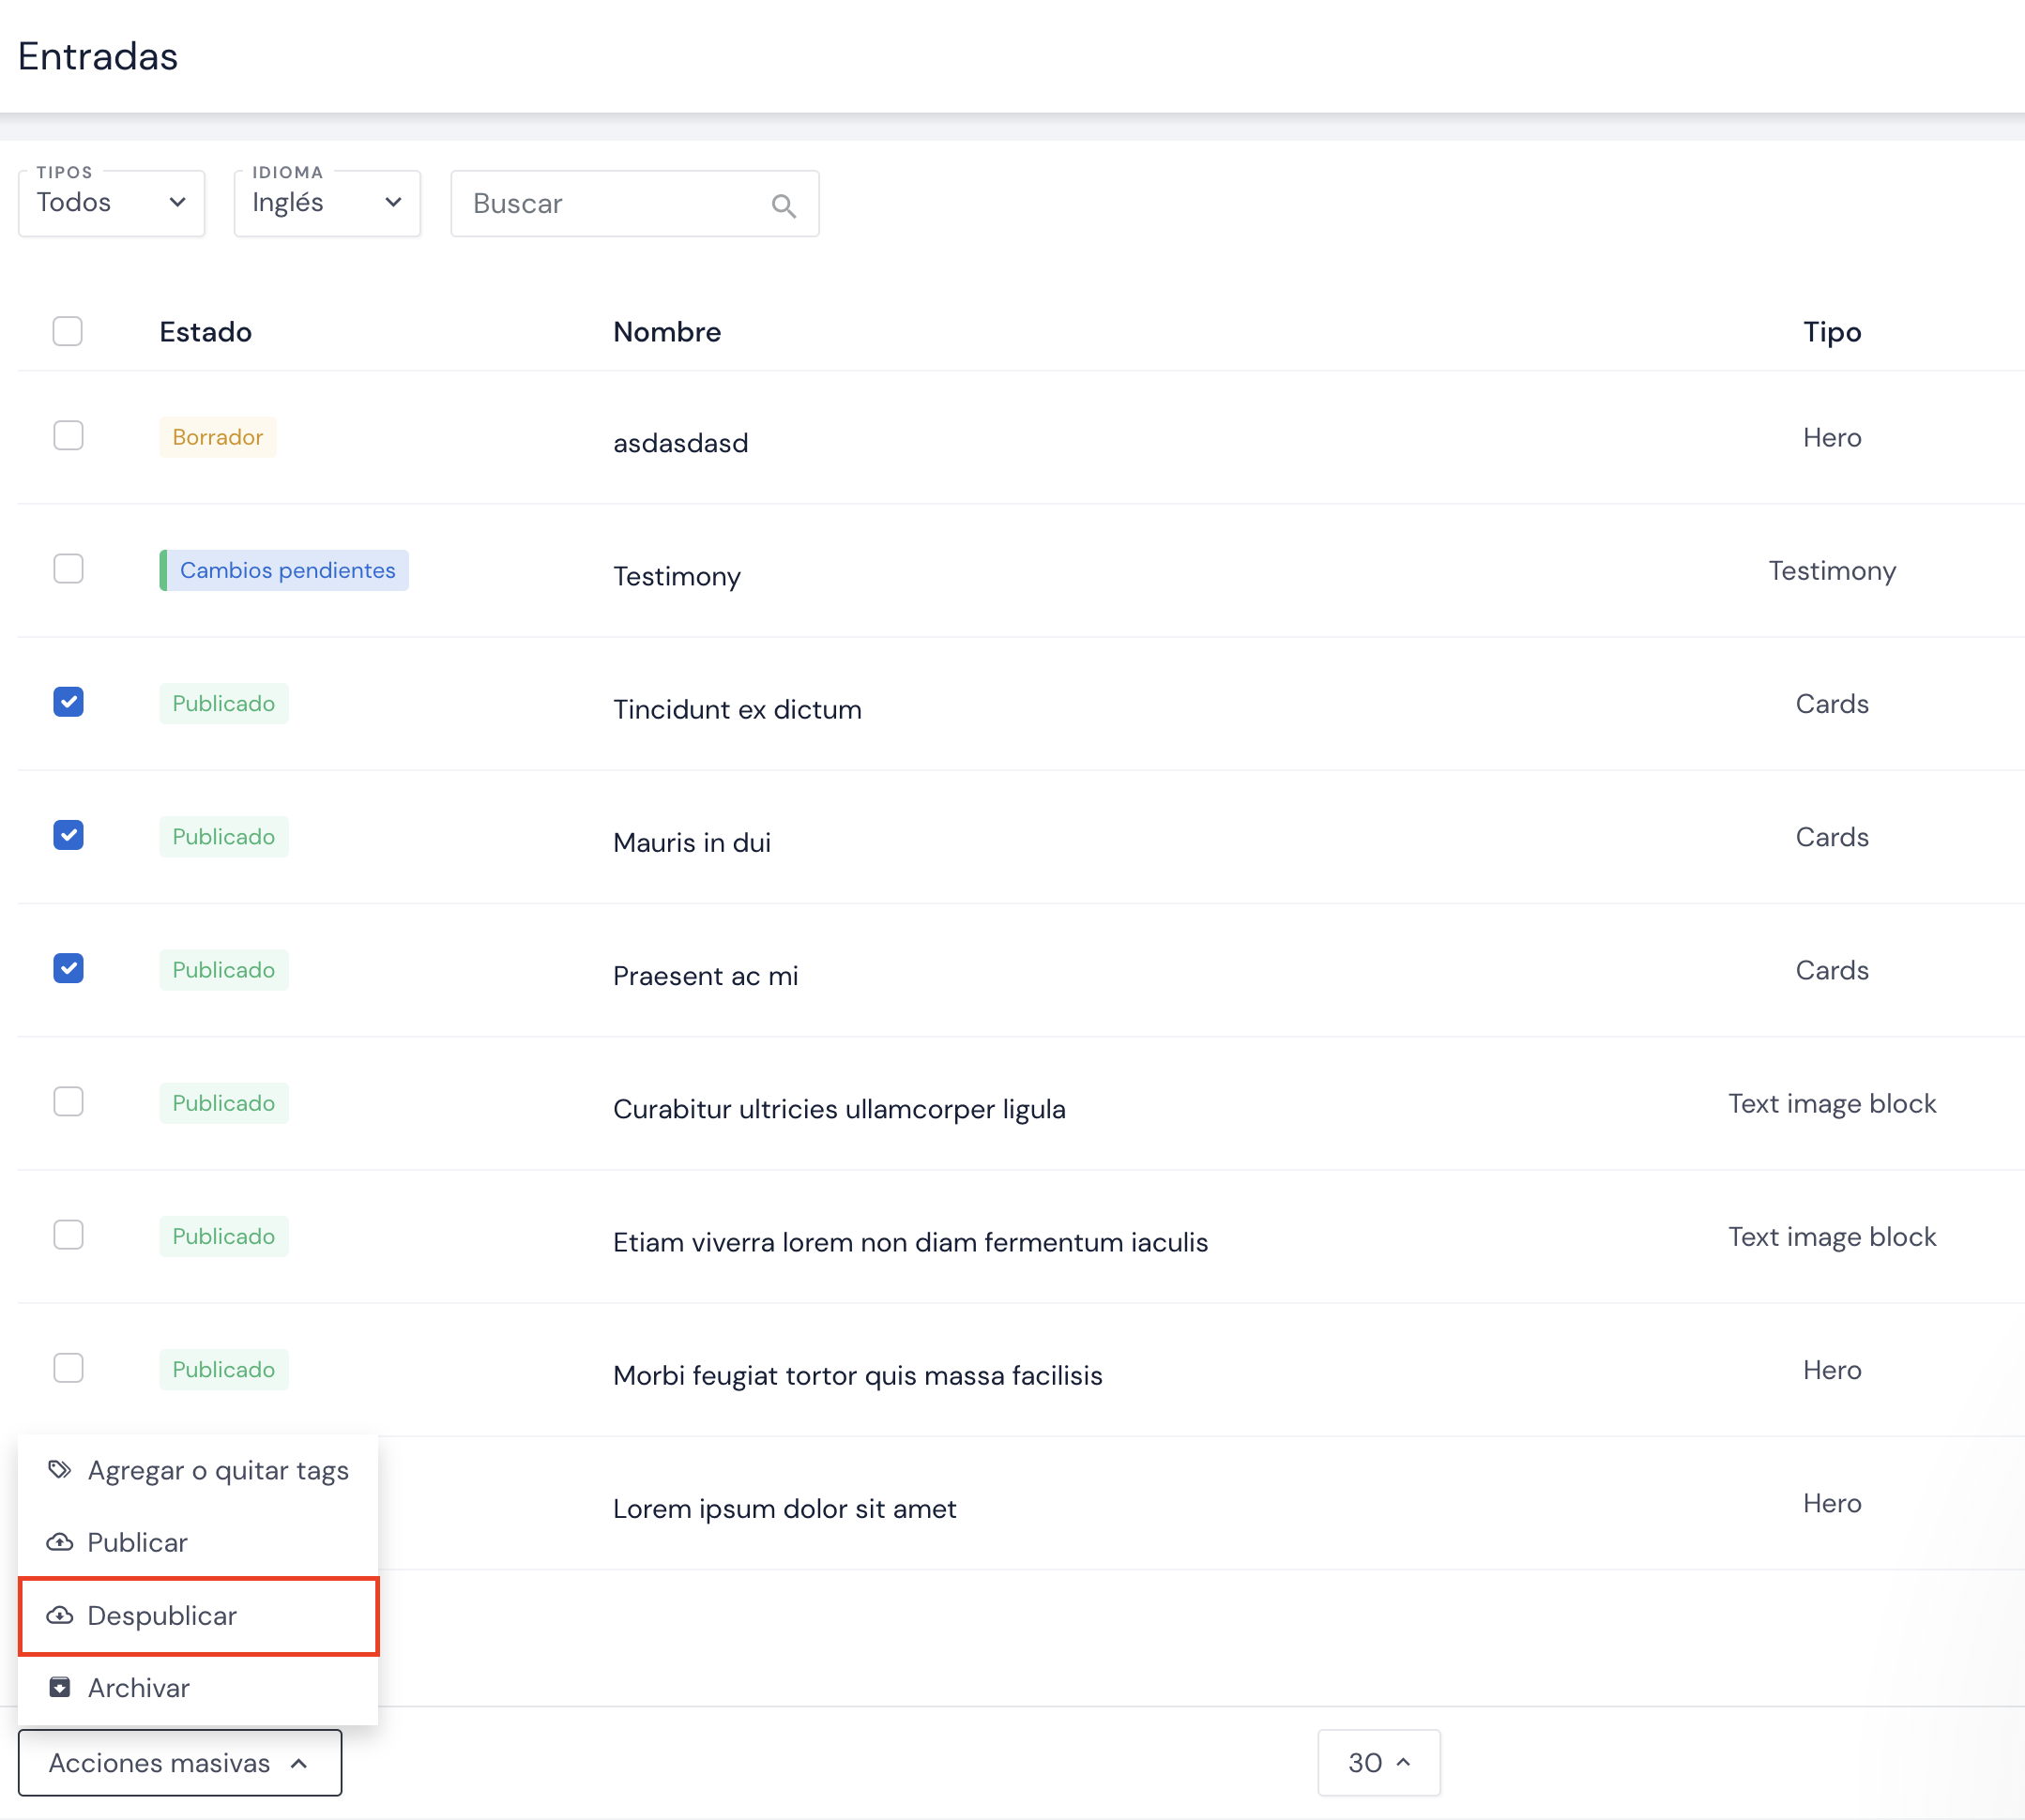 Entradas
TIPOS IDIOMA
Todos Inglés Buscar
Estado Nombre Tipo
Borrador asdasdasd Hero
Cambios pendientes Testimony Testimony
Publicado Tincidunt ex dictum Cards
Publicado Mauris in dui Cards
Publicado Praesent ac mi Cards
Publicado Curabitur ultricies ullamcorper ligula Text image block
Publicado Etiam viverra lorem non diam fermentum iaculis Text image block
Publicado Morbi feugiat tortor quis massa facilisis Hero
Agregar o quitar tags
Lorem ipsum dolor sit amet Hero
Publicar
Despublicar
Archivar
Acciones masivas 30